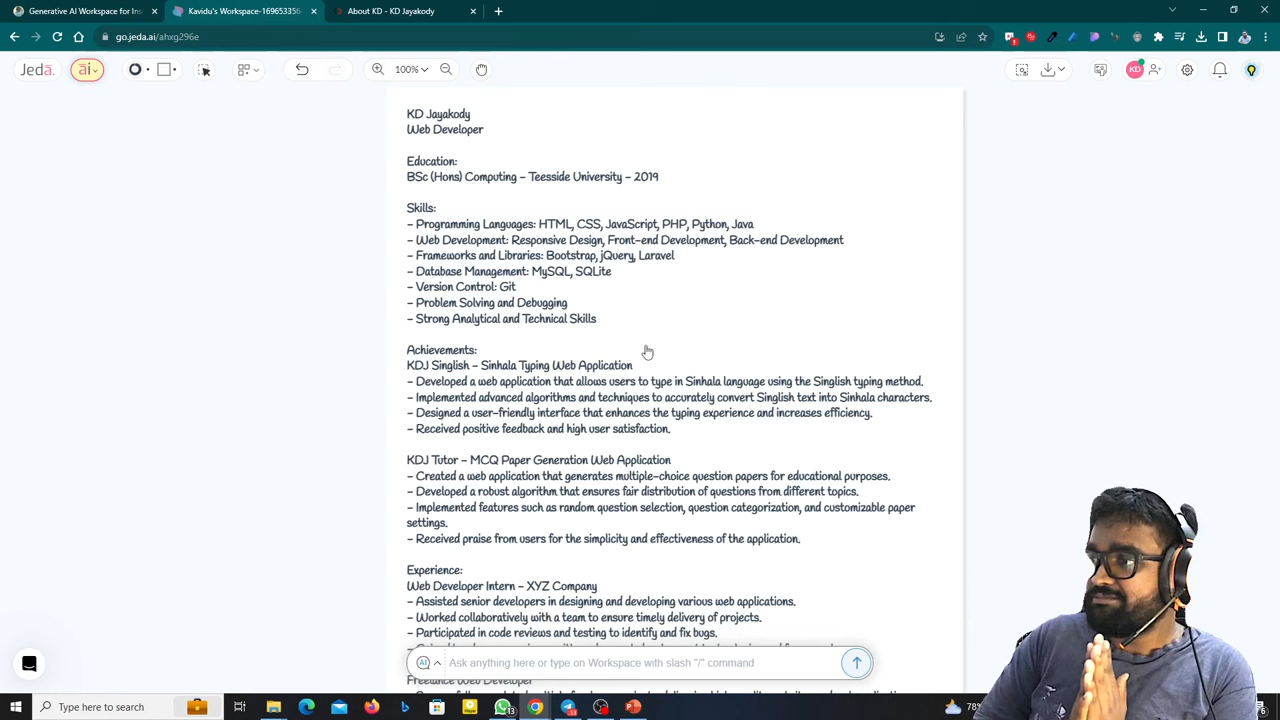 Generative AI Workspace for Ins
Kavidu's Workspace-169653356
About KD - KD Jayakody
go.jeda.ai/ahxg296e
Jeda.
ai
100%
KD
KD Jayakody
Web Developer
Education:
BSc (Hons) Computing - Teesside University - 2019
Skills:
- Programming Languages: HTML, CSS, JavaScript, PHP, Python, Java
- Web Development: Responsive Design, Front-end Development, Back-end Development
- Frameworks and Libraries: Bootstrap, jQuery, Laravel
- Database Management: MySQL, SQLite
- Version Control: Git
- Problem Solving and Debugging
- Strong Analytical and Technical Skills
Achievements:
KDJ Singlish - Sinhala Typing Web Application
- Developed a web application that allows users to type in Sinhala language using the Singlish typing method.
- Implemented advanced algorithms and techniques to accurately convert Singlish text into Sinhala characters.
- Designed a user-friendly interface that enhances the typing experience and increases efficiency.
- Received positive feedback and high user satisfaction.
KDJ Tutor - MCQ Paper Generation Web Application
- Created a web application that generates multiple-choice question papers for educational purposes.
- Developed a robust algorithm that ensures fair distribution of questions from different topics.
- Implemented features such as random question selection, question categorization, and customizable paper
settings.
- Received praise from users for the simplicity and effectiveness of the application.
Experience:
Web Developer Intern - XYZ Company
- Assisted senior developers in designing and developing various web applications.
- Worked collaboratively with a team to ensure timely delivery of projects.
- Participated in code reviews and testing to identify and fix bugs.
AI
Ask anything here or type on Workspace with slash "/" command
Freelance Web Developer
Type here to search
78°